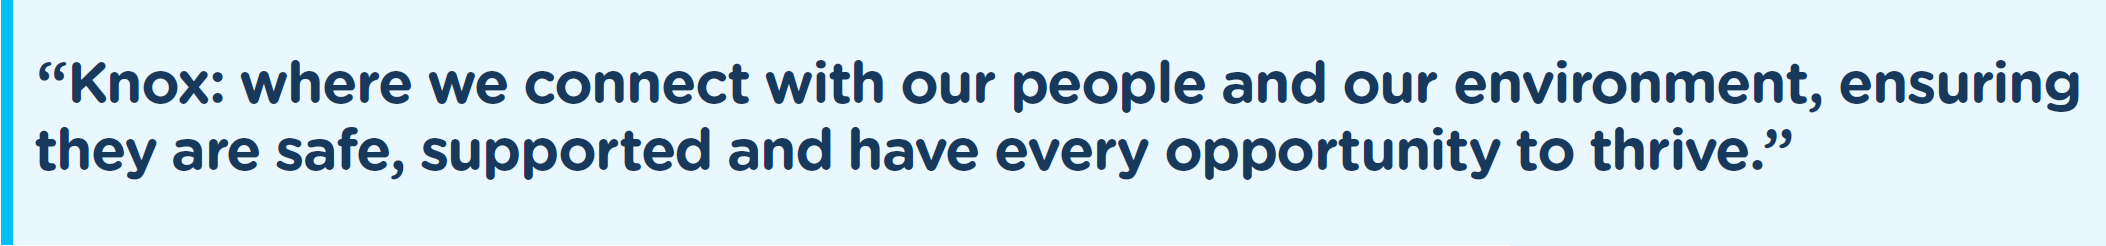 “Knox: where we connect with our people and our environment, ensuring
they are safe, supported and have every opportunity to thrive.”